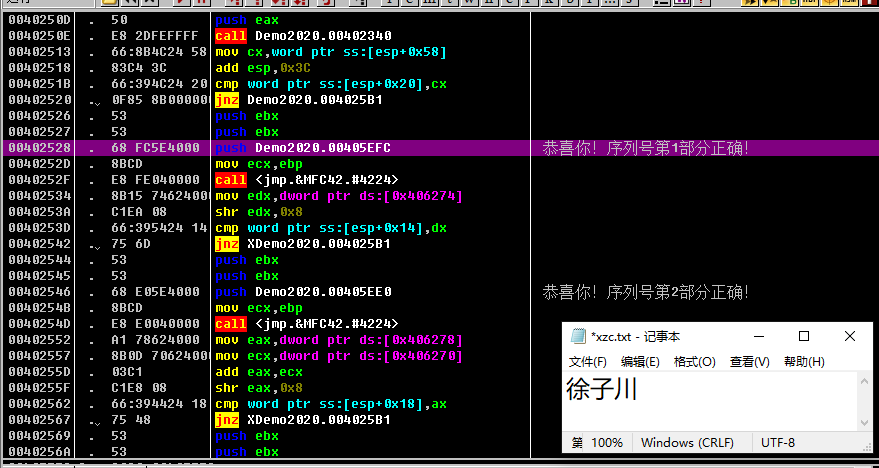 0040250D . 50 push eax
0040250E . E8 2DFEFFFF call Demo2020.00402340
00402513 . 66:8B4C24 58 mov cx,word ptr ss:[esp+0x58]
00402518 . 83C4 3C add esp,0x3C
0040251B . 66:394C24 20 cmp word ptr ss:[esp+0x20],cx
00402520 .、 0F85 8B000000 jnz Demo2020.004025B1
00402526 . 53 push ebx
00402527 . 53 push ebx
00402528 . 68 FC5E4000 push Demo2020.00405EFC 恭喜你！序列号第1部分正确！
0040252D . 8BCD mov ecx,ebp
0040252F . E8 FE040000 call <jmp.&MFC42.#4224>
00402534 . 8B15 74624000 mov edx,dword ptr ds:[0x406274]
0040253A . C1EA 08 shr edx,0x8
0040253D . 66:395424 14 cmp word ptr ss:[esp+0x14],dx
00402542 .、 75 6D jnz XDemo2020.004025B1
00402544 . 53 push ebx
00402545 . 53 push ebx
00402546 . 68 E05E4000 push Demo2020.00405EE0 恭喜你！序列号第2部分正确！
0040254B . 8BCD mov ecx,ebp
0040254D . E8 E0040000 call <jmp.&MFC42.#4224>
00402552 . A1 78624000 mov eax,dword ptr ds:[0x406278]
00402557 . 8B0D 70624000 mov ecx,dword ptr ds:[0x406270]
0040255D . 03C1 add eax,ecx
0040255F . C1E8 08 shr eax,0x8
00402562 . 66:394424 18 cmp word ptr ss:[esp+0x18],ax
00402567 .、 75 48 jnz XDemo2020.004025B1
00402569 . 53 push ebx
0040256A . 53 push ebx
*xzc.txt - 记事本
文件(F) 编辑(E) 格式(O) 查看(V) 帮助(H)
徐子川
第 100% Windows (CRLF) UTF-8